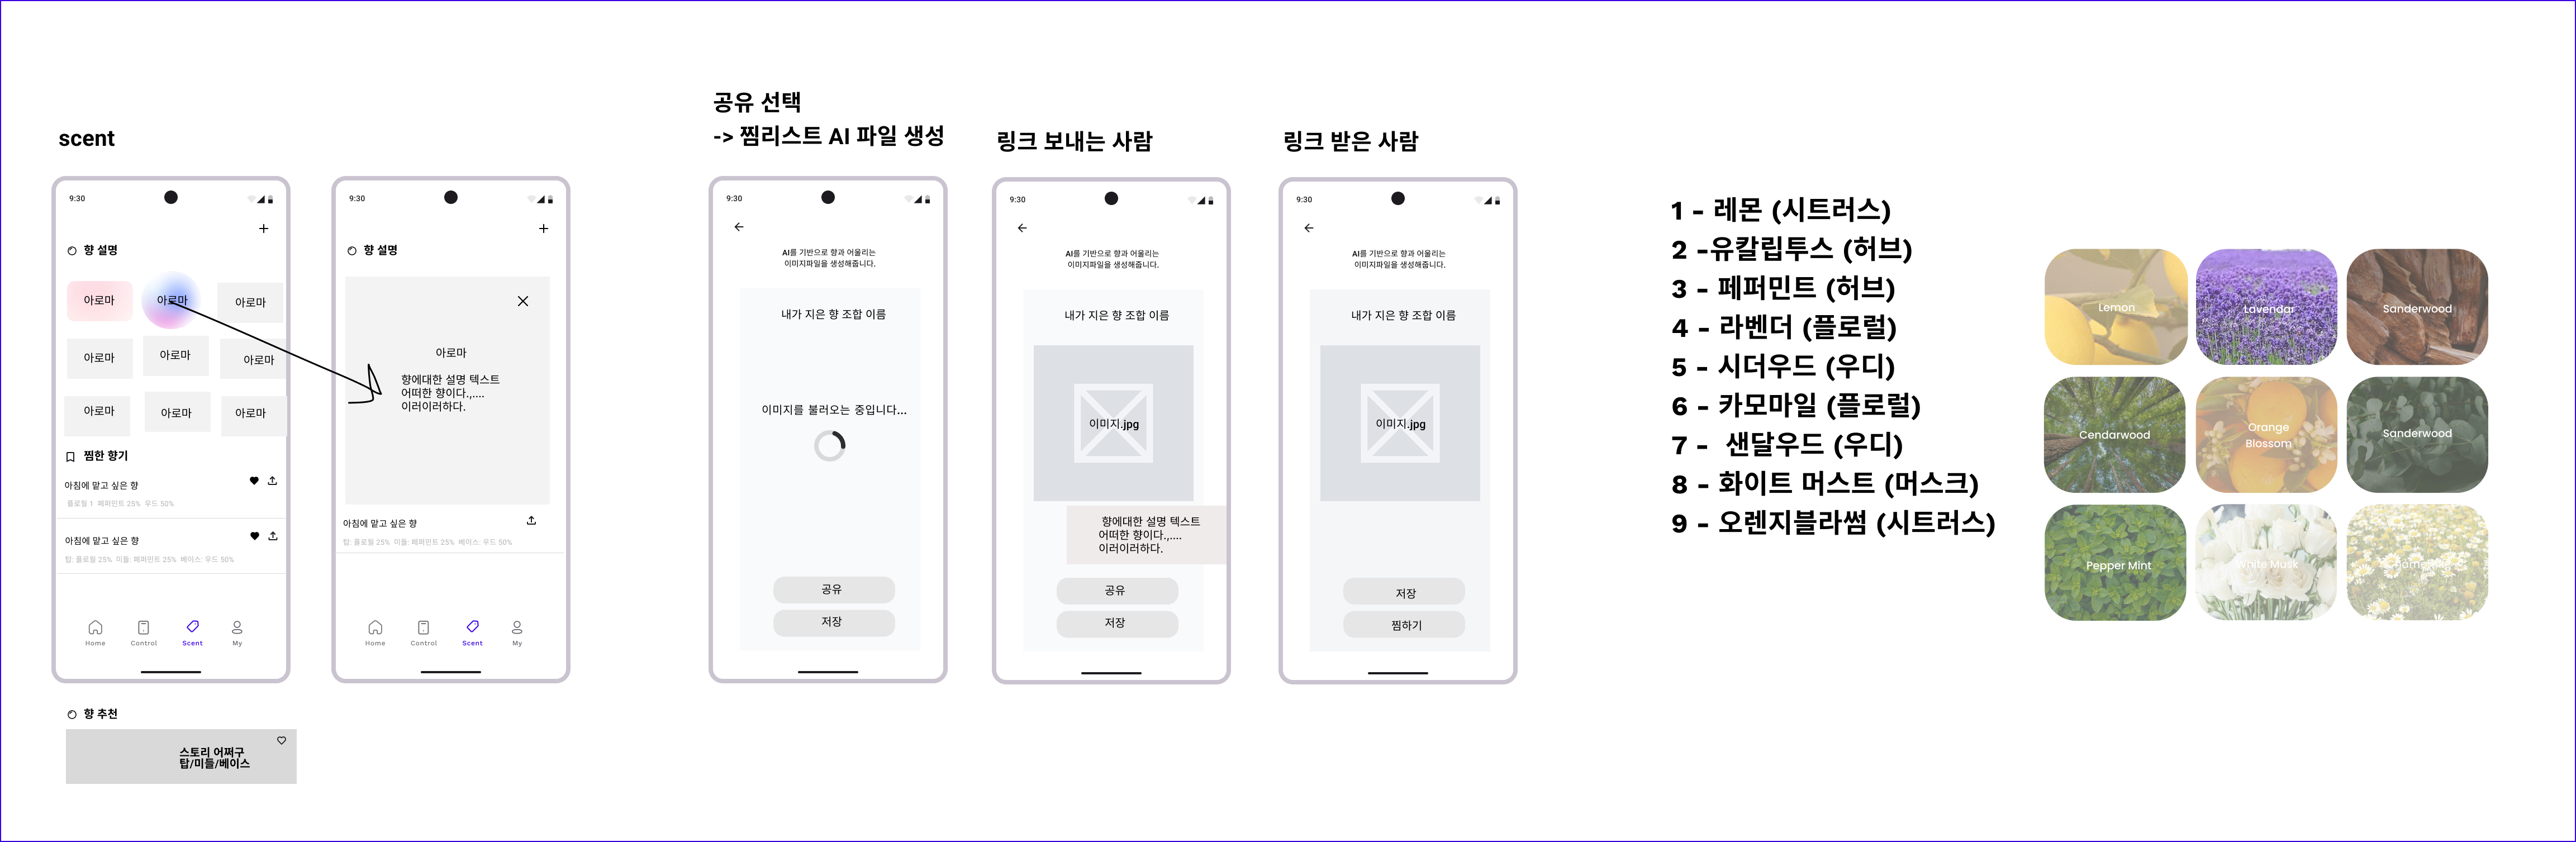 scent
9:30
향 설명
아로마
아로마
아로마
아로마
아로마
아로마
아로마
아로마
아로마
찜한 향기
아침에 맡고 싶은 향
플로럴 1 페퍼민트 25% 우드 50%
아침에 맡고 싶은 향
탑: 플로럴 25% 미들: 페퍼민트 25% 베이스: 우드 50%
Home Control Scent My
향 추천
스토리 어쩌구
탑/미들/베이스
9:30
향 설명
아로마
향에대한 설명 텍스트
어떠한 향이다.,....
이러이러하다.
아침에 맡고 싶은 향
탑: 플로럴 25% 미들: 페퍼민트 25% 베이스: 우드 50%
Home Control Scent My
공유 선택
-> 찜리스트 AI 파일 생성
9:30
AI를 기반으로 향과 어울리는
이미지파일을 생성해줍니다.
내가 지은 향 조합 이름
이미지를 불러오는 중입니다...
공유
저장
링크 보내는 사람
9:30
AI를 기반으로 향과 어울리는
이미지파일을 생성해줍니다.
내가 지은 향 조합 이름
이미지.jpg
향에대한 설명 텍스트
어떠한 향이다.,....
이러이러하다.
공유
저장
링크 받은 사람
9:30
AI를 기반으로 향과 어울리는
이미지파일을 생성해줍니다.
내가 지은 향 조합 이름
이미지.jpg
저장
찜하기
1 - 레몬 (시트러스)
2 -유칼립투스 (허브)
3 - 페퍼민트 (허브)
4 - 라벤더 (플로럴)
5 - 시더우드 (우디)
6 - 카모마일 (플로럴)
7 - 샌달우드 (우디)
8 - 화이트 머스트 (머스크)
9 - 오렌지블라썸 (시트러스)
Lemon
Lavendar
Sanderwood
Cendarwood
Orange
Blossom
Sanderwood
Pepper Mint
White Musk